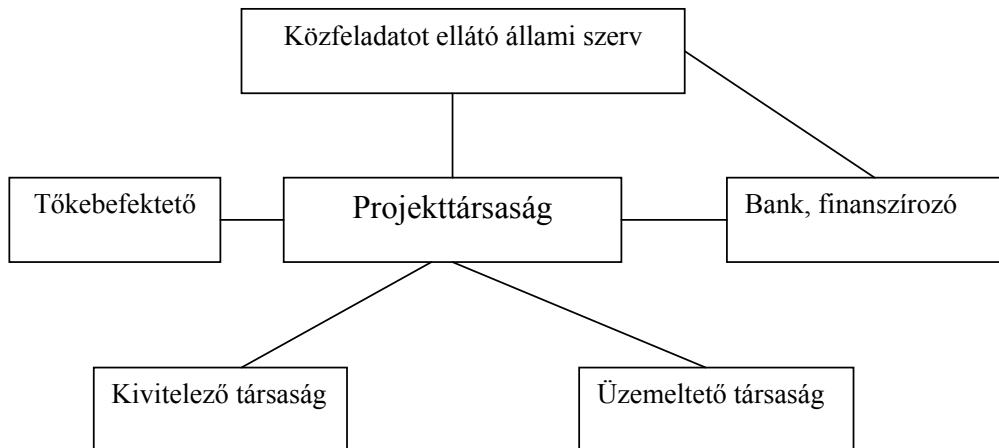 Közfeladatot ellátó állami szerv
Tőkebefektető
Projekttársaság
Bank, finanszírozó
Kivitelező társaság
Üzemeltető társaság